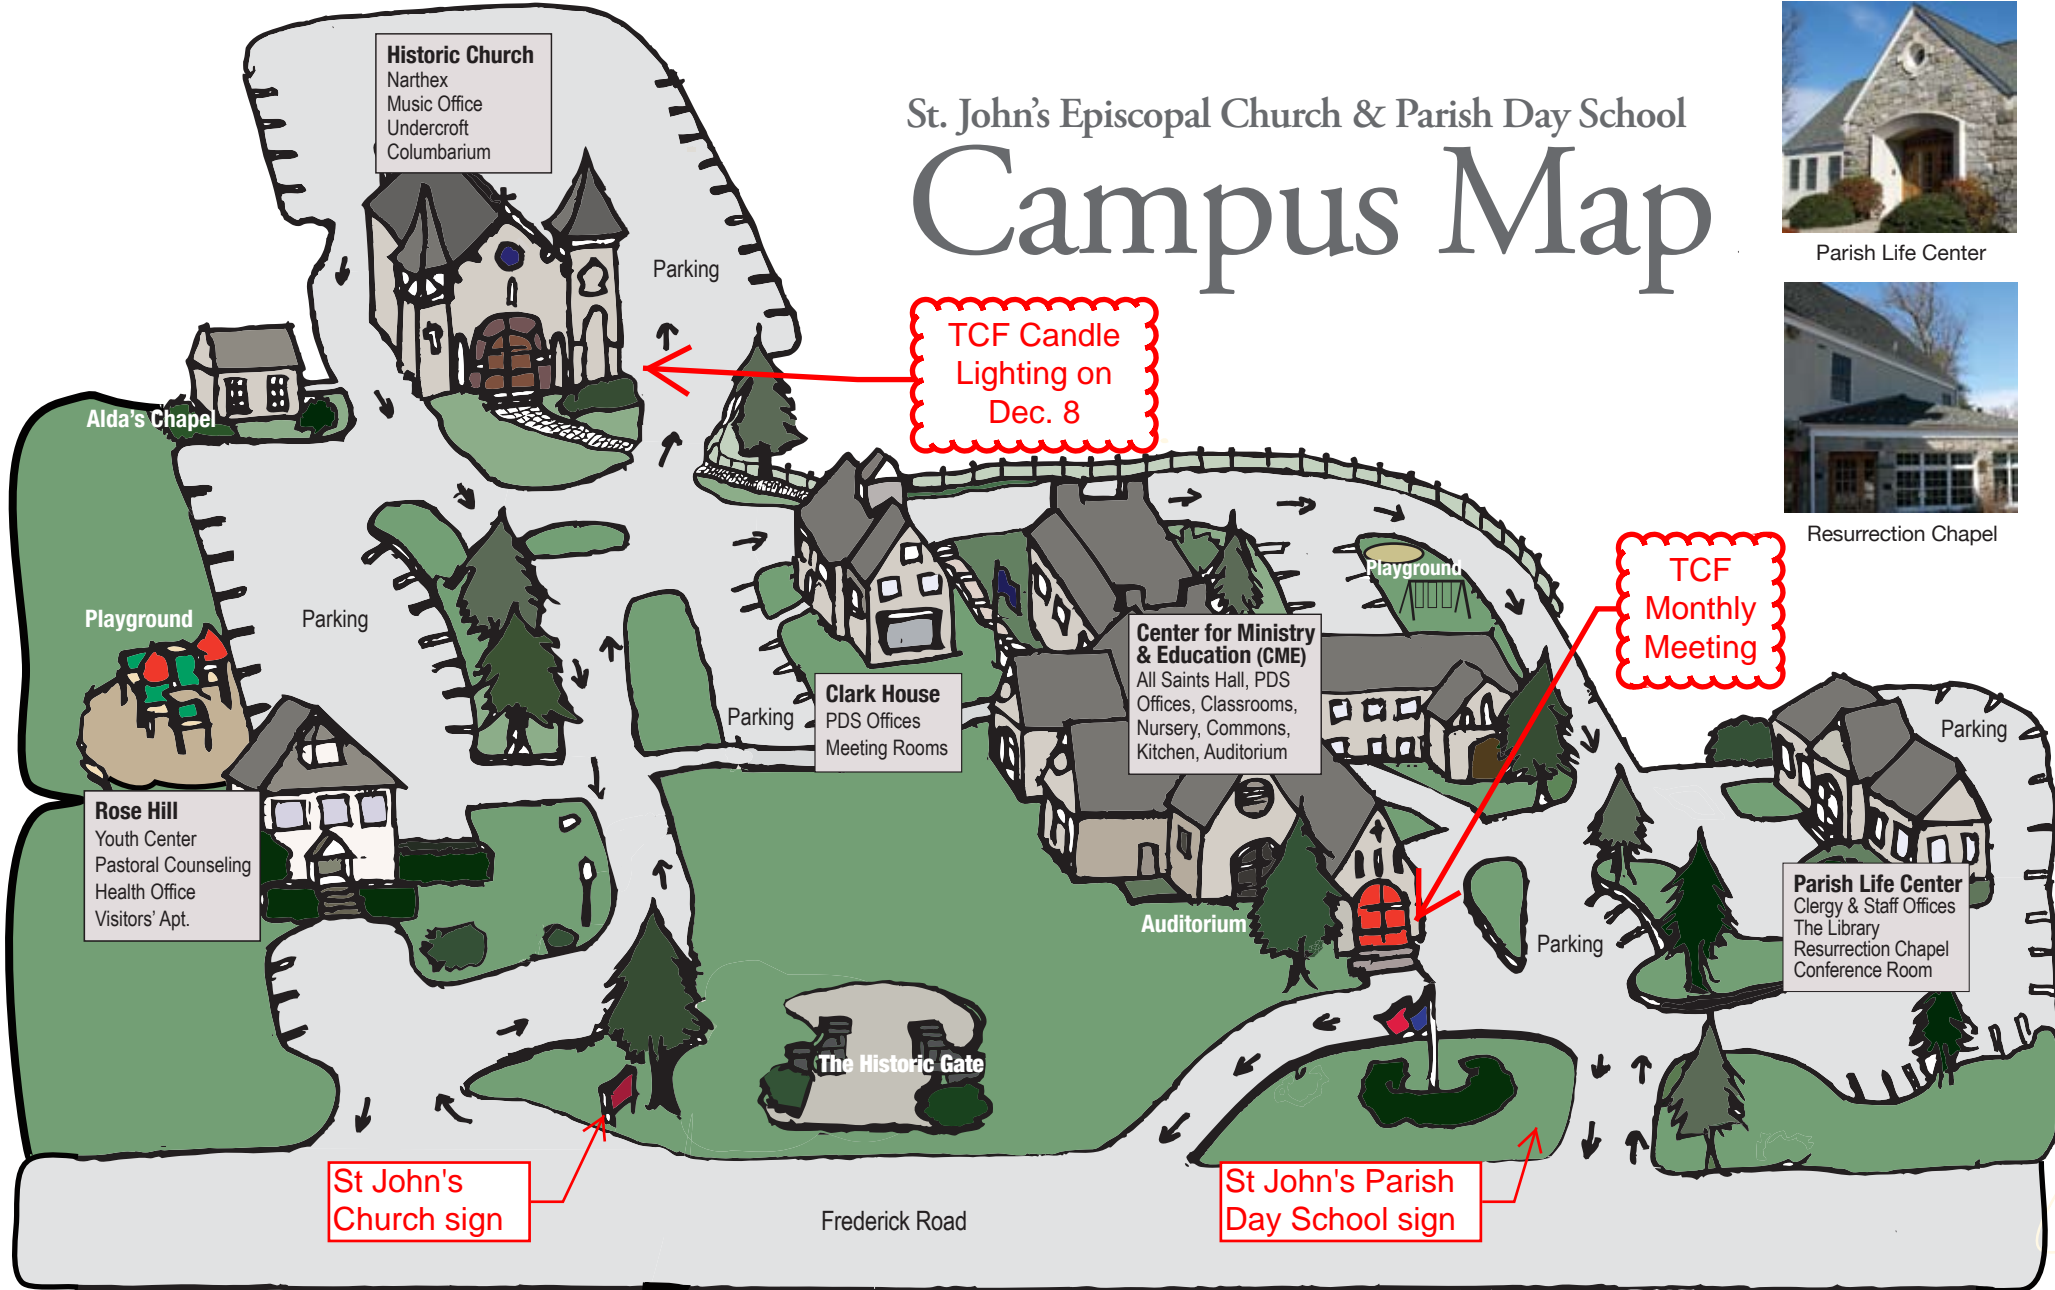 St. John's Episcopal Church & Parish Day School
Campus Map
Historic Church
Narthex
Music Office
Undercroft
Columbarium
Parish Life Center
Resurrection Chapel
Parking
TCF Candle
Lighting on
Dec. 8
Alda's Chapel
TCF
Monthly
Meeting
Playground
Playground
Parking
Center for Ministry
& Education (CME)
All Saints Hall, PDS
Offices, Classrooms,
Nursery, Commons,
Kitchen, Auditorium
Clark House
PDS Offices
Meeting Rooms
Parking
Parking
Rose Hill
Youth Center
Pastoral Counseling
Health Office
Visitors' Apt.
Parish Life Center
Clergy & Staff Offices
The Library
Resurrection Chapel
Conference Room
Auditorium
Parking
The Historic Gate
St John's
Church sign
St John's Parish
Day School sign
Frederick Road